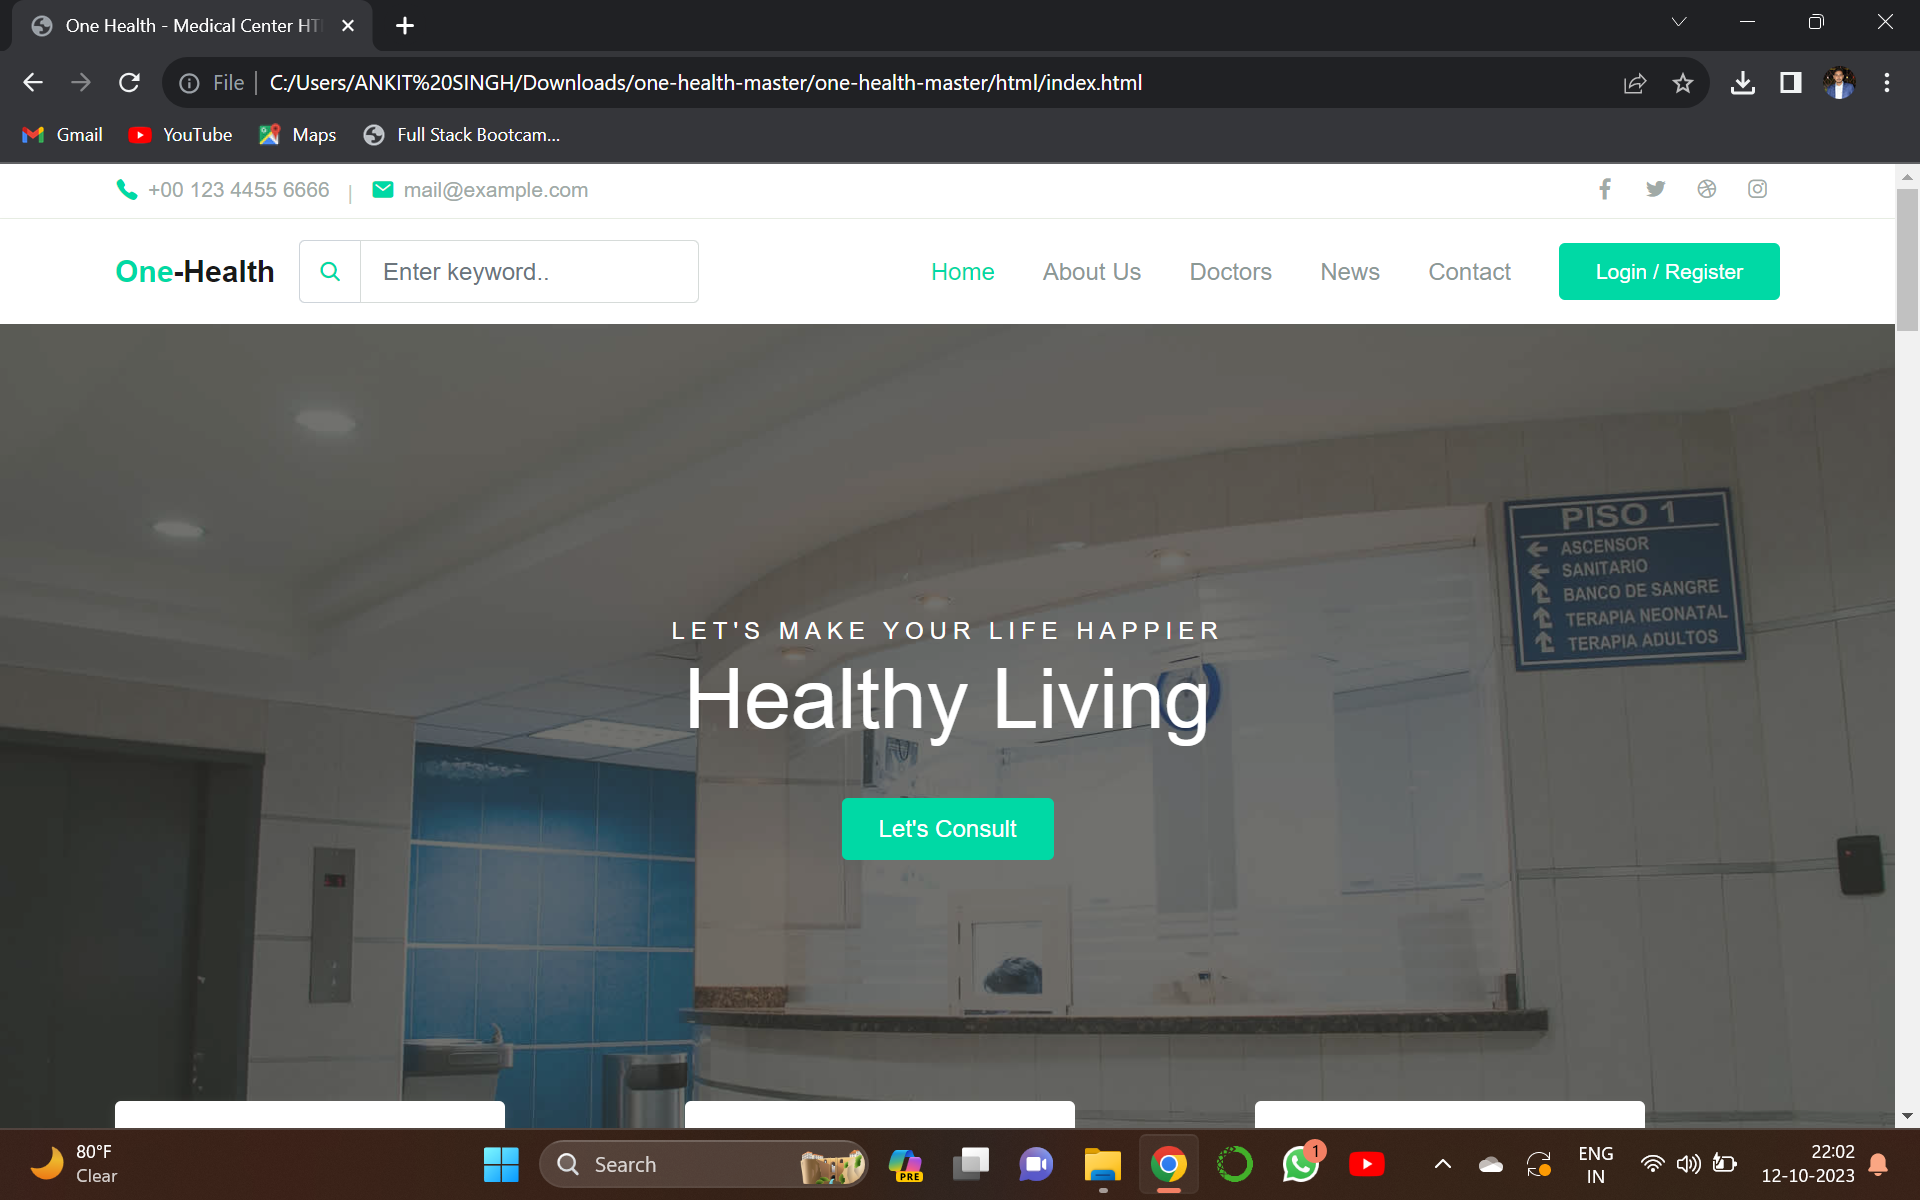 One Health - Medical Center HT
File
C:/Users/ANKIT%20SINGH/Downloads/one-health-master/one-health-master/html/index.html
Gmail
YouTube
Maps
Full Stack Bootcam...
+00 123 4455 6666 | mail@example.com
One-Health
Enter keyword..
Home
About Us
Doctors
News
Contact
Login / Register
PISO 1
ASCENSOR
SANITARIO
BANCO DE SANGRE
TERAPIA NEONATAL
TERAPIA ADULTOS
LET'S MAKE YOUR LIFE HAPPIER
Healthy Living
Let's Consult
80°F
Clear
Search
PRE
1
ENG
IN
22:02
12-10-2023